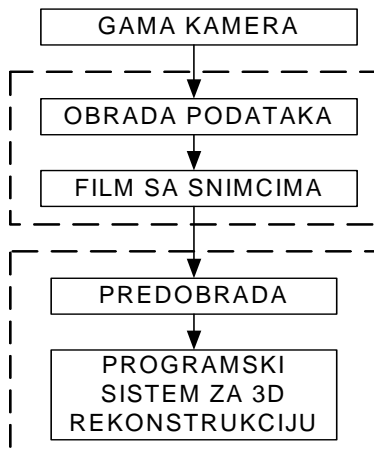 GAMA KAMERA
OBRADA PODATAKA
FILM SA SNIMCIMA
PREDOBRADA
PROGRAMSKI
SISTEM ZA 3D
REKONSTRUKCIJU